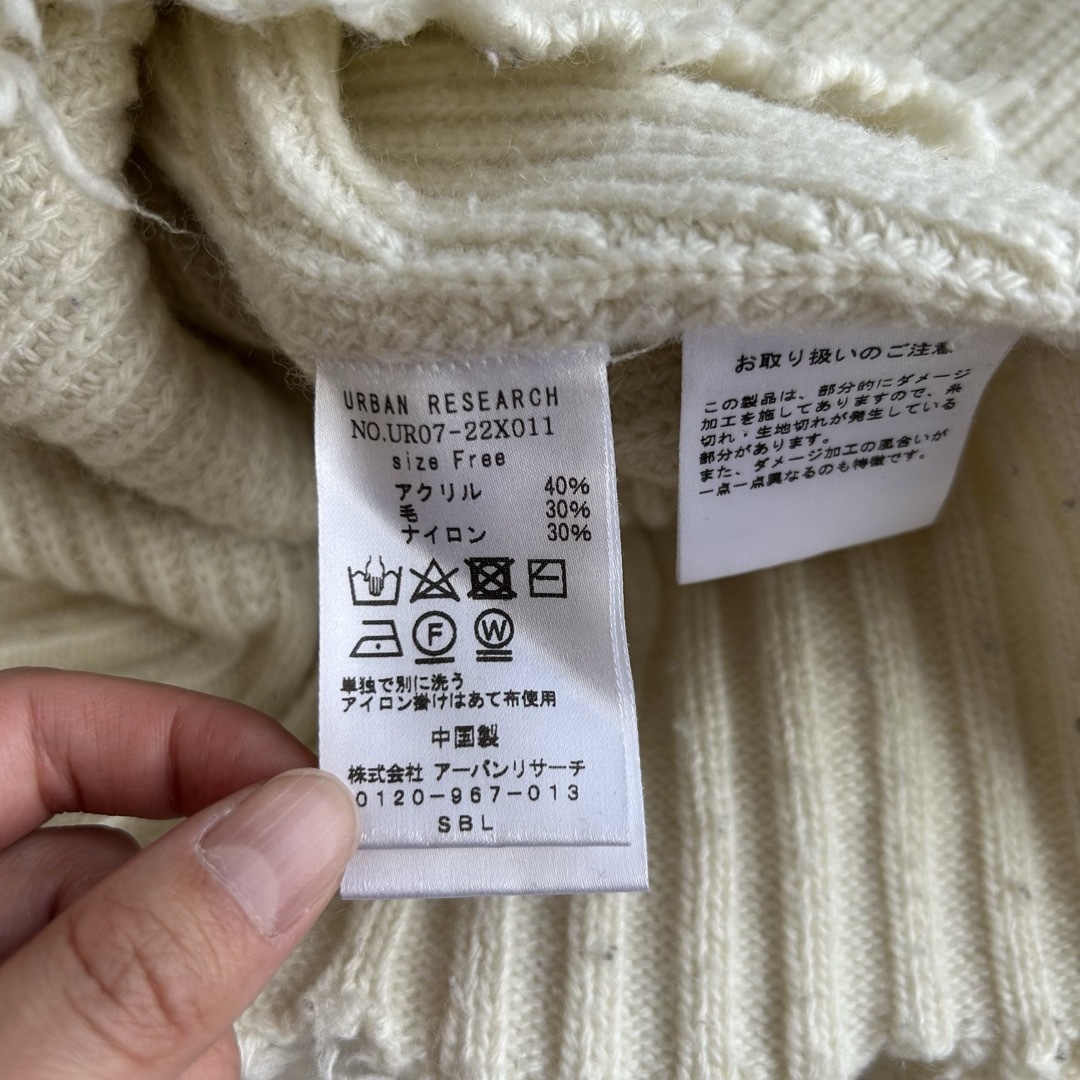 URBAN RESEARCH
NO.UR07-22X011
size Free
アクリル 40%
毛 30%
ナイロン 30%
F W
単独で別に洗う
アイロン掛けはあて布使用
中国製
株式会社 アーバンリサーチ
0120-967-013
SBL
お取り扱いのご注意
この製品は、部分的にダメージ
加工を施してありますので、糸
切れ・生地切れが発生している
部分があります。
また、ダメージ加工の風合いが
一点一点異なるのも特徴です。